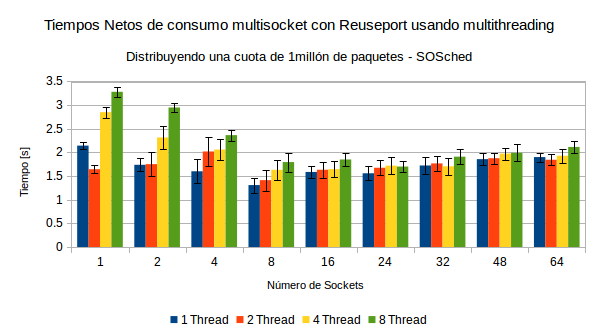 Tiempos Netos de consumo multisocket con Reuseport usando multithreading
Distribuyendo una cuota de 1millón de paquetes - SOSched
3.5
3
2.5
2
1.5
1
0.5
0
Tiempo [s]
1 2 4 8 16 24 32 48 64
Número de Sockets
1 Thread 2 Thread 4 Thread 8 Thread